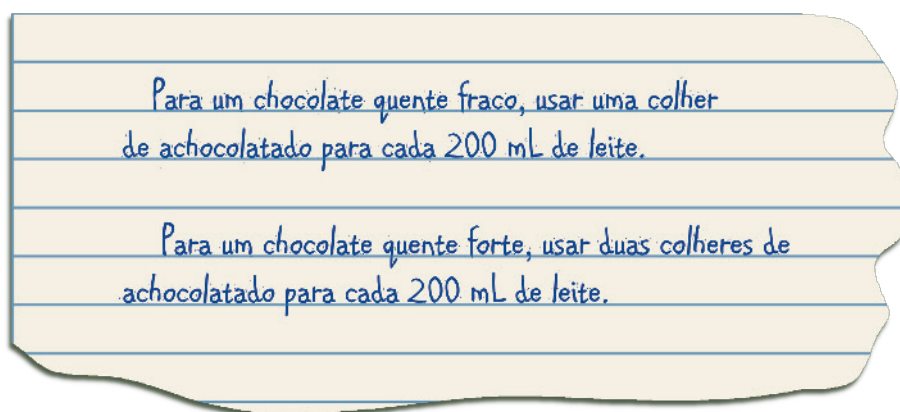 Para um chocolate quente fraco, usar uma colher
de achocolatado para cada 200 mL de leite.
Para um chocolate quente forte, usar duas colheres de
achocolatado para cada 200 mL de leite.